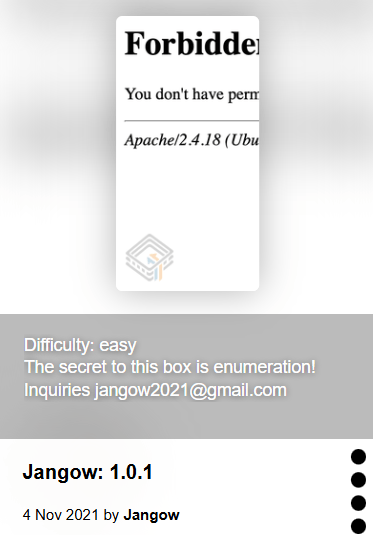 Forbidden
You don't have perm
Apache/2.4.18 (Ubu
Difficulty: easy
The secret to this box is enumeration!
Inquiries jangow2021@gmail.com
Jangow: 1.0.1
4 Nov 2021 by Jangow